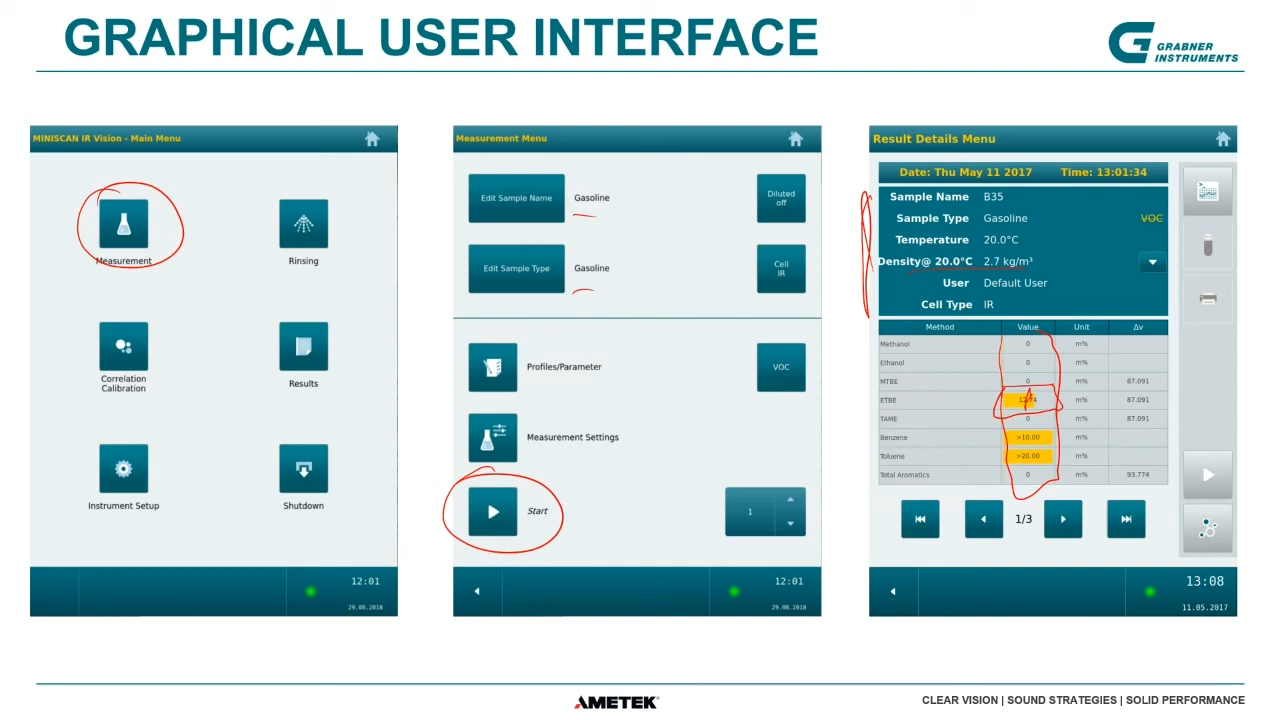 GRAPHICAL USER INTERFACE
GRABNER
INSTRUMENTS
MINISCAN IR Vision - Main Menu
Measurement
Rinsing
Correlation
Calibration
Results
Instrument Setup
Shutdown
12:01
29.08.2018
Measurement Menu
Edit Sample Name
Gasoline
Diluted
off
Edit Sample Type
Gasoline
Cell
IR
Profiles/Parameter
VOC
Measurement Settings
Start
1
12:01
29.08.2018
Result Details Menu
Date: Thu May 11 2017 Time: 13:01:34
Sample Name B35
Sample Type Gasoline VOC
Temperature 20.0°C
Density@ 20.0°C 2.7 kg/m³
User Default User
Cell Type IR
Method Value Unit Δv
Methanol 0 m%
Ethanol 0 m%
MTBE 0 m% 87.091
ETBE m% 87.091
TAME 0 m% 87.091
Benzene >10.00 m%
Toluene >20.00 m%
Total Aromatics 0 m% 93.774
1/3
13:08
11.05.2017
AMETEK®
CLEAR VISION | SOUND STRATEGIES | SOLID PERFORMANCE